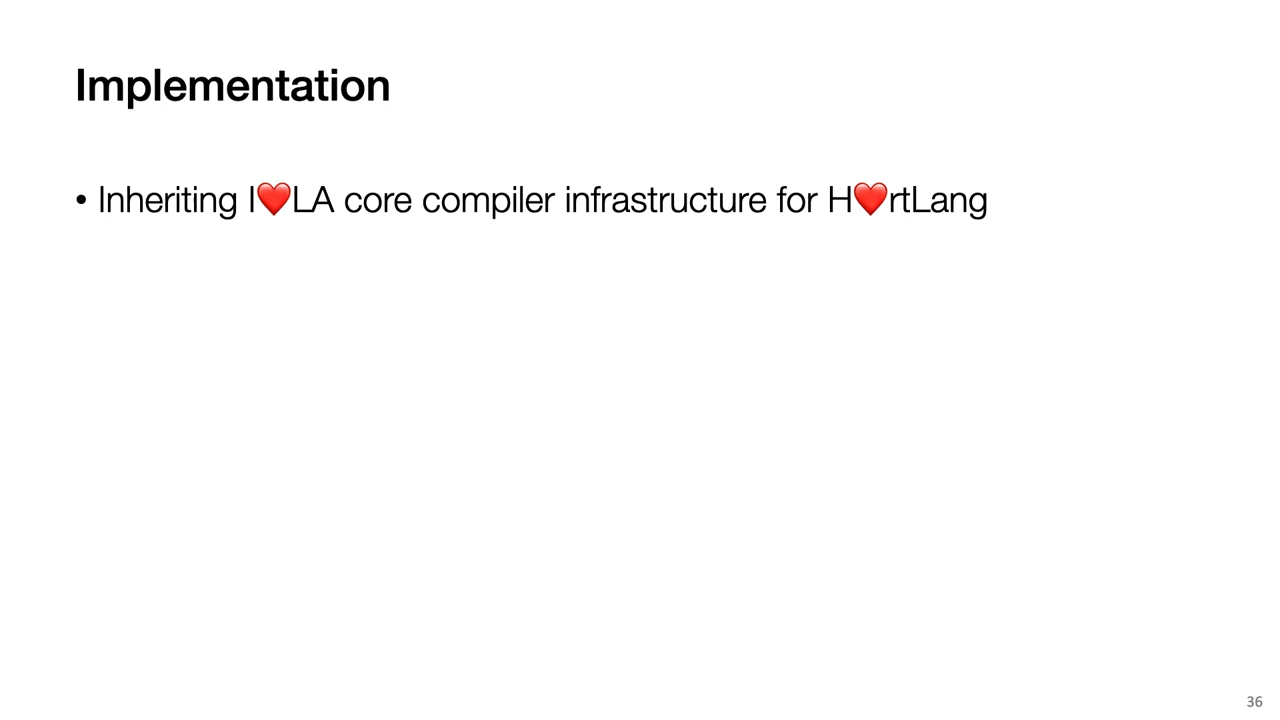 Implementation
• Inheriting I❤️LA core compiler infrastructure for H❤️rtLang
36